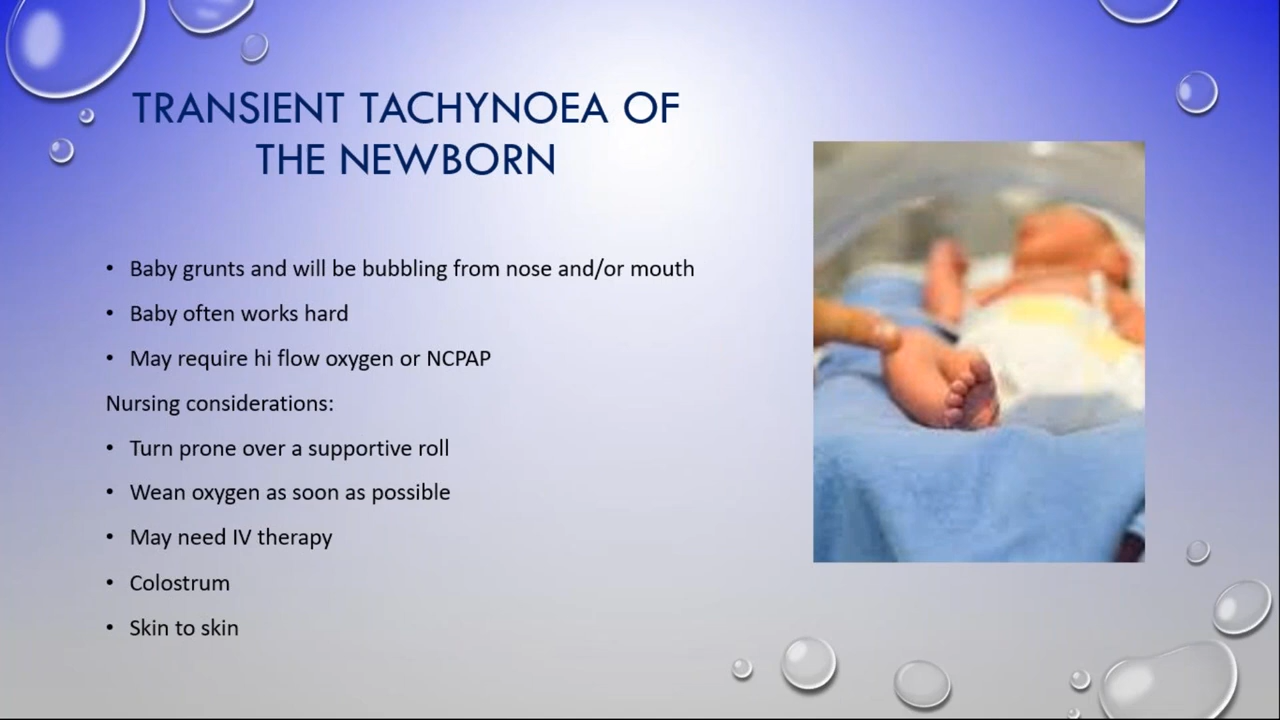 TRANSIENT TACHYNOEA OF
THE NEWBORN
• Baby grunts and will be bubbling from nose and/or mouth
• Baby often works hard
• May require hi flow oxygen or NCPAP
Nursing considerations:
• Turn prone over a supportive roll
• Wean oxygen as soon as possible
• May need IV therapy
• Colostrum
• Skin to skin